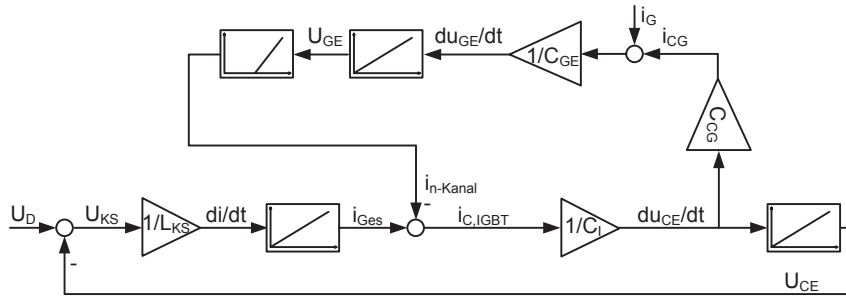 i_G
U_GE
du_GE/dt
1/C_GE
i_CG
C_CG
i_n-Kanal
-
U_D
U_KS
1/L_KS
di/dt
i_Ges
i_C,IGBT
1/C_I
du_CE/dt
-
U_CE